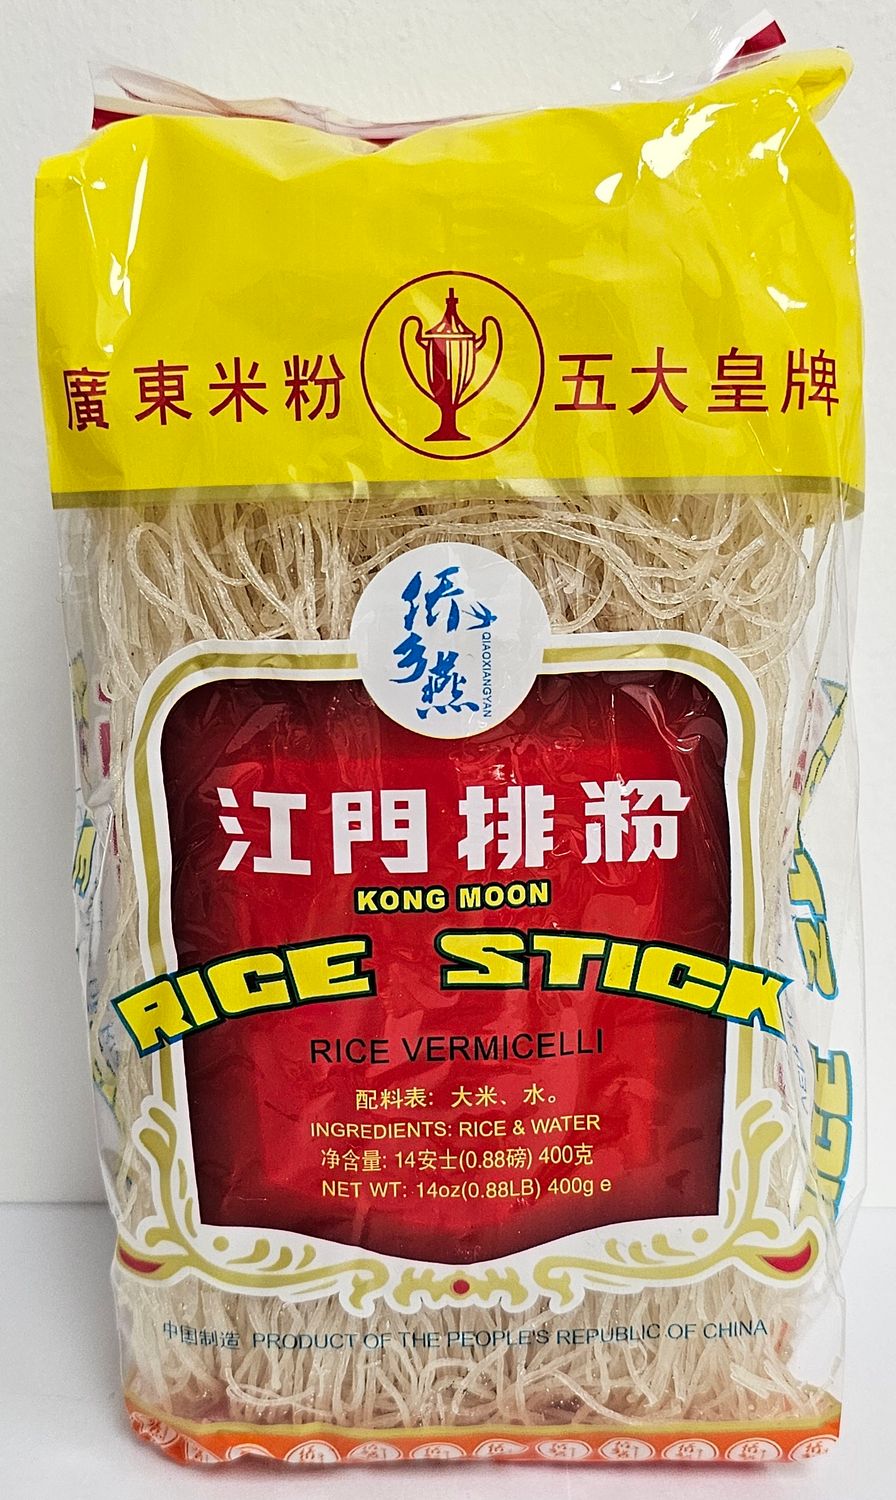 廣東米粉 五大皇牌
侨乡燕
QIAOXIANGYAN
江門排粉
KONG MOON
RICE STICK
RICE VERMICELLI
配料表: 大米、水。
INGREDIENTS: RICE & WATER
净含量: 14安士(0.88磅) 400克
NET WT: 14oz(0.88LB) 400g e
中国制造 PRODUCT OF THE PEOPLE'S REPUBLIC OF CHINA